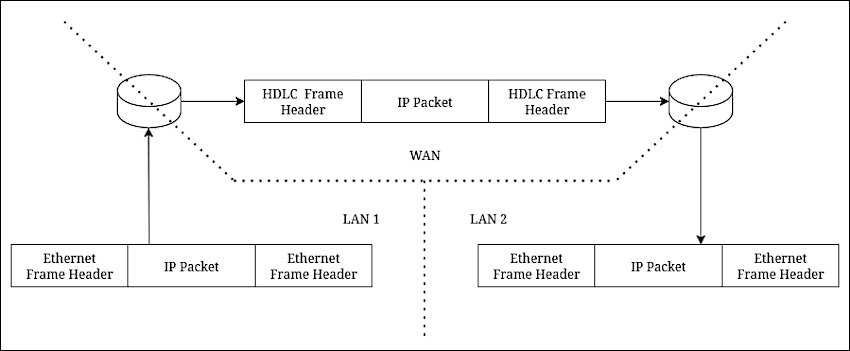 HDLC Frame
Header
IP Packet
HDLC Frame
Header
WAN
LAN 1
LAN 2
Ethernet
Frame Header
IP Packet
Ethernet
Frame Header
Ethernet
Frame Header
IP Packet
Ethernet
Frame Header